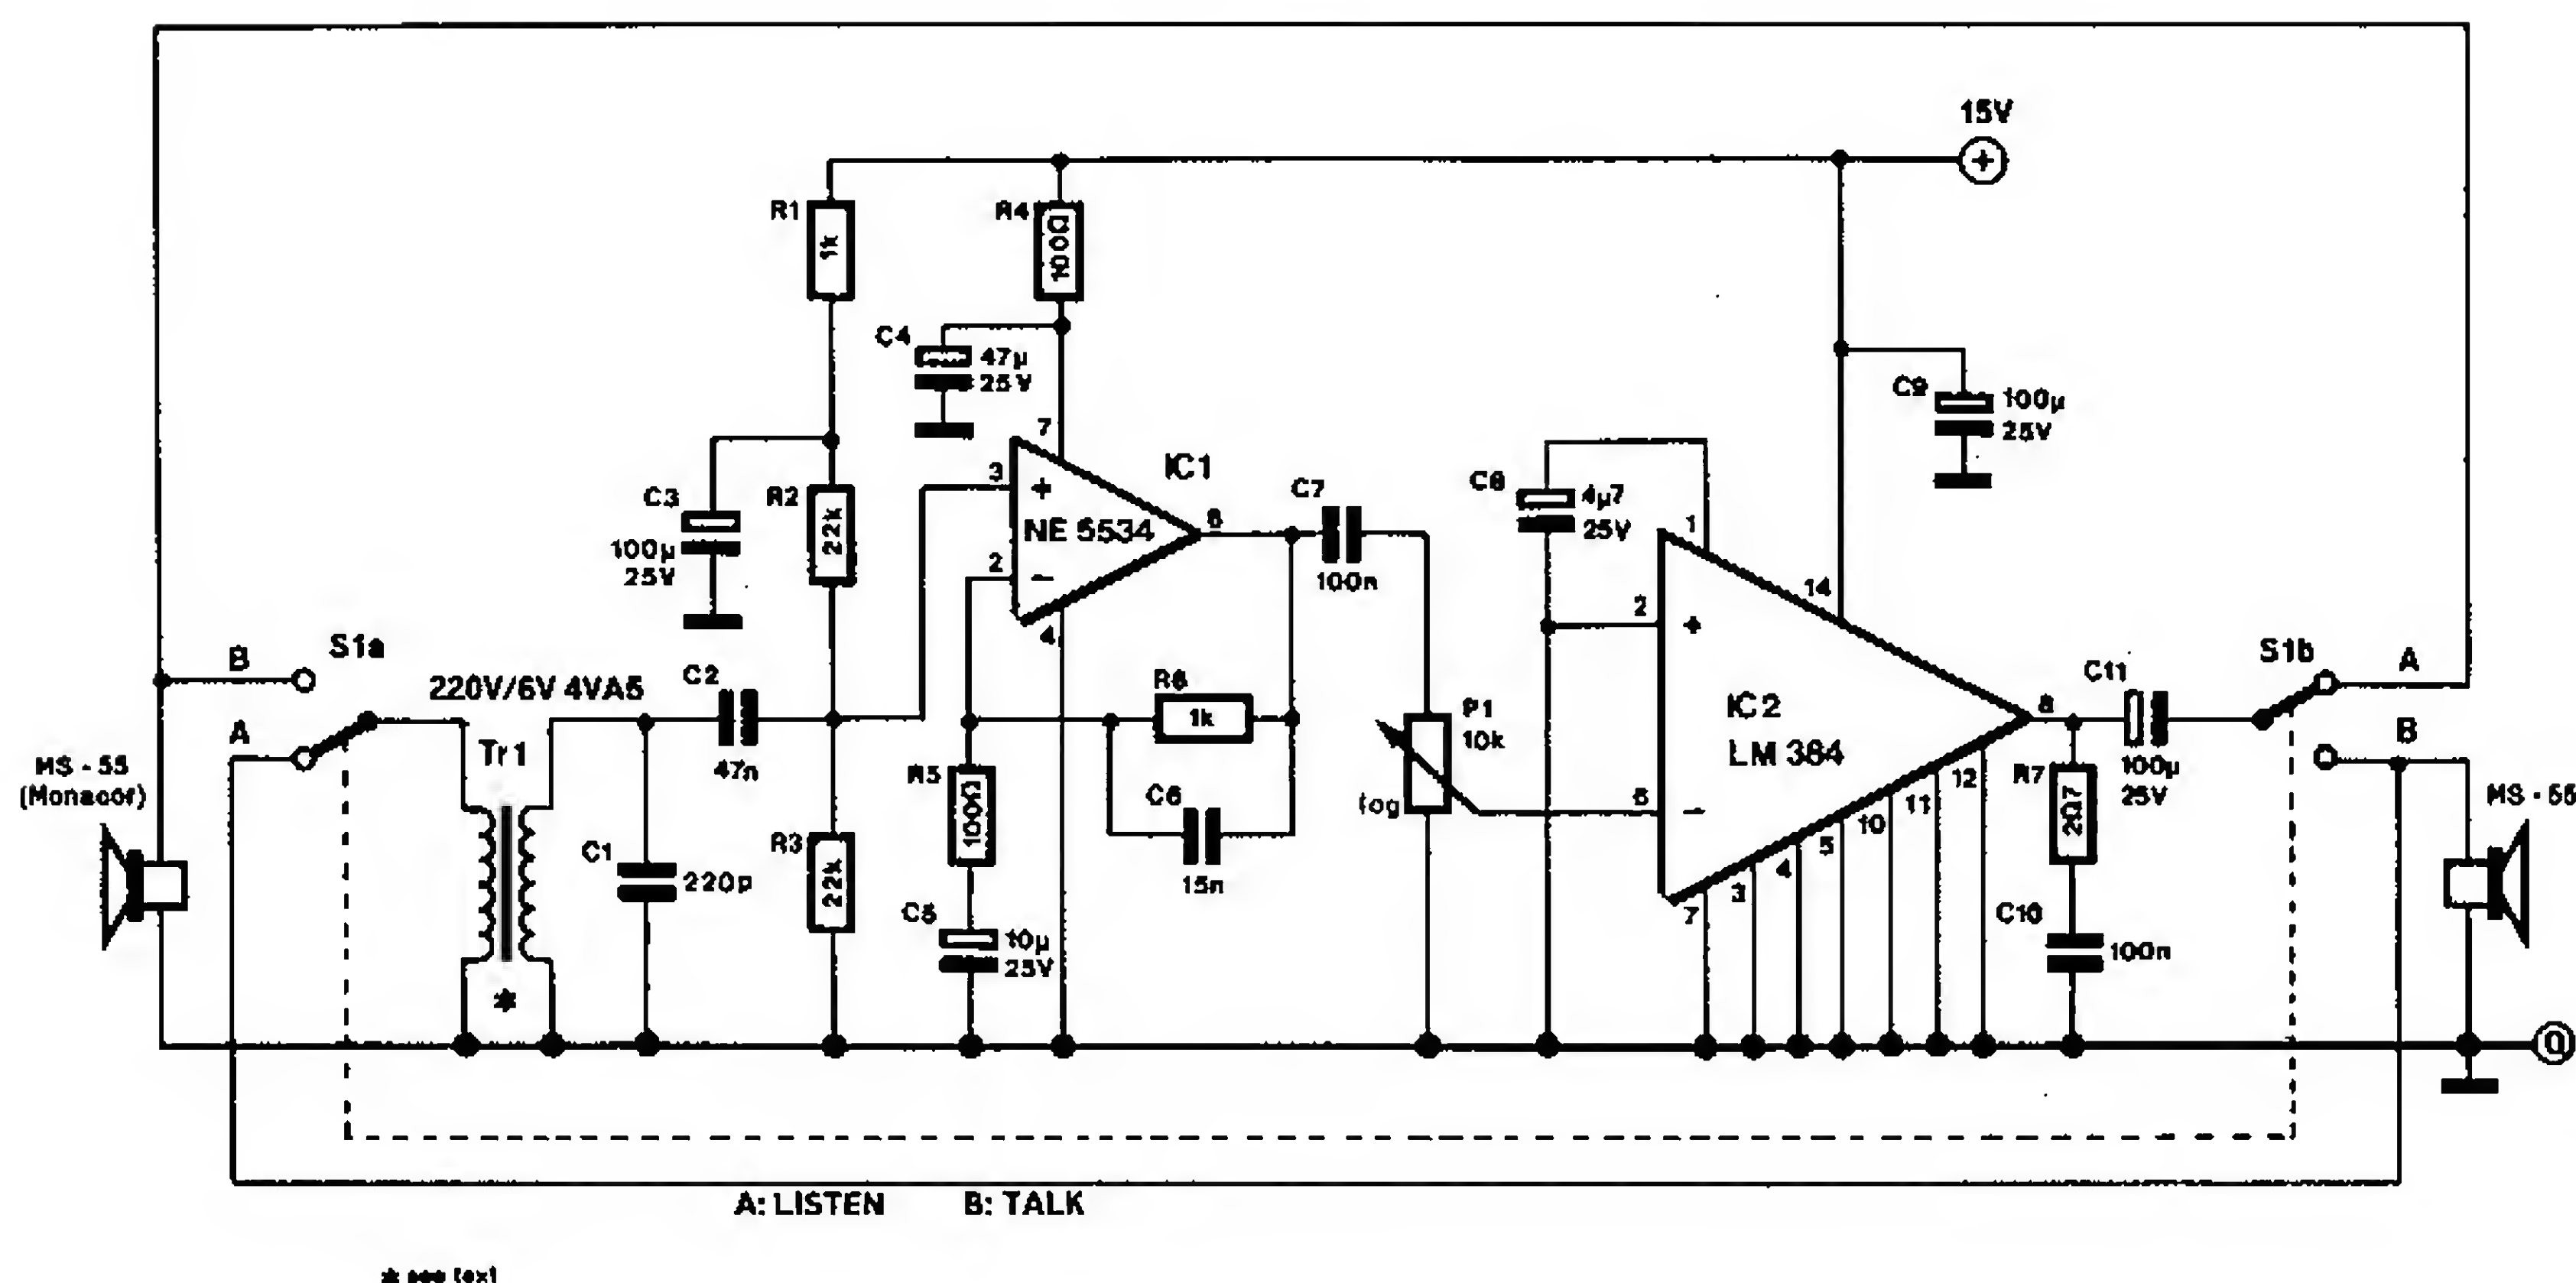 15V
R1
1k
R4
100Ω
C4
47µ
25V
C9
100µ
25V
7
3
+
IC1
NE 5534
6
2
−
4
C3
100µ
25V
R2
22k
C7
100n
C8
4µ7
25V
1
14
2
+
IC2
LM 384
6
−
8
7
3
4
5
10
11
12
B
S1a
A
220V/6V 4VA5
Tr1
*
C2
47n
C1
220p
R3
22k
R5
100Ω
C5
10µ
25V
R6
1k
C6
15n
P1
10k
log
C11
100µ
25V
R7
2Ω7
C10
100n
S1b
A
B
MS - 55
(Monacor)
MS - 55
0
A: LISTEN B: TALK
* see text